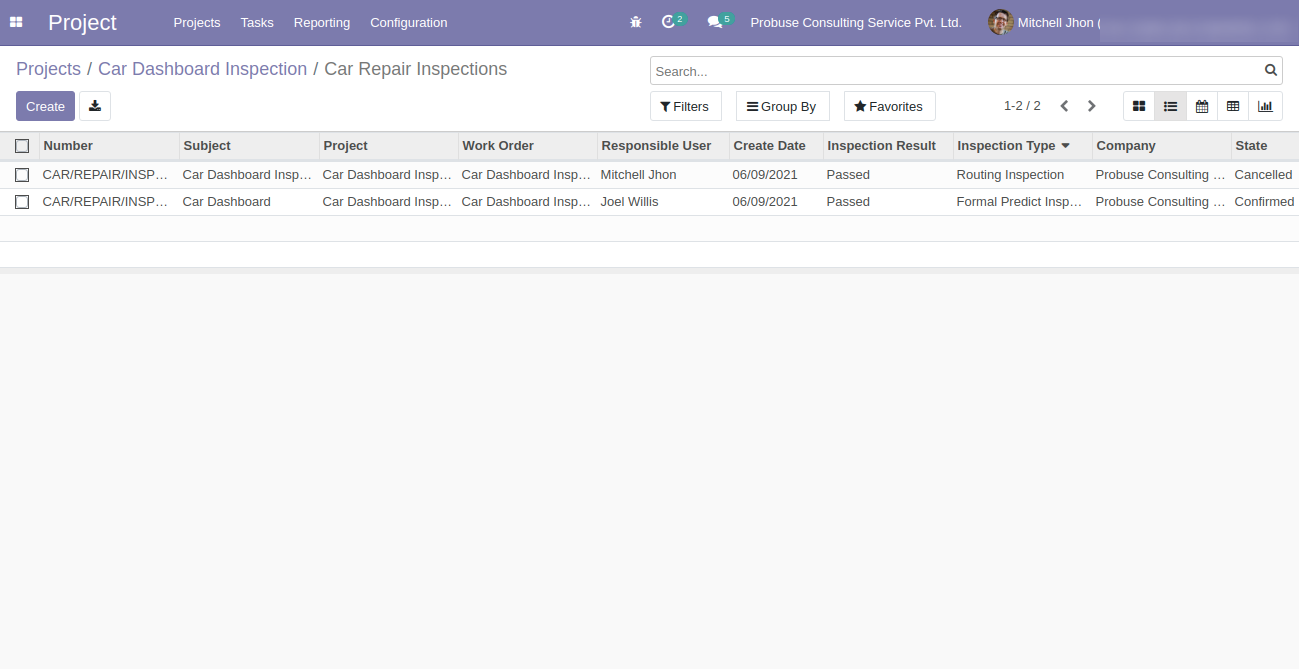 Project Projects Tasks Reporting Configuration 2 5 Probuse Consulting Service Pvt. Ltd. Mitchell Jhon (
Projects / Car Dashboard Inspection / Car Repair Inspections Search...
Create Filters Group By Favorites 1-2 / 2
Number Subject Project Work Order Responsible User Create Date Inspection Result Inspection Type Company State
CAR/REPAIR/INSP... Car Dashboard Insp... Car Dashboard Insp... Car Dashboard Insp... Mitchell Jhon 06/09/2021 Passed Routing Inspection Probuse Consulting ... Cancelled
CAR/REPAIR/INSP... Car Dashboard Car Dashboard Insp... Car Dashboard Insp... Joel Willis 06/09/2021 Passed Formal Predict Insp... Probuse Consulting ... Confirmed